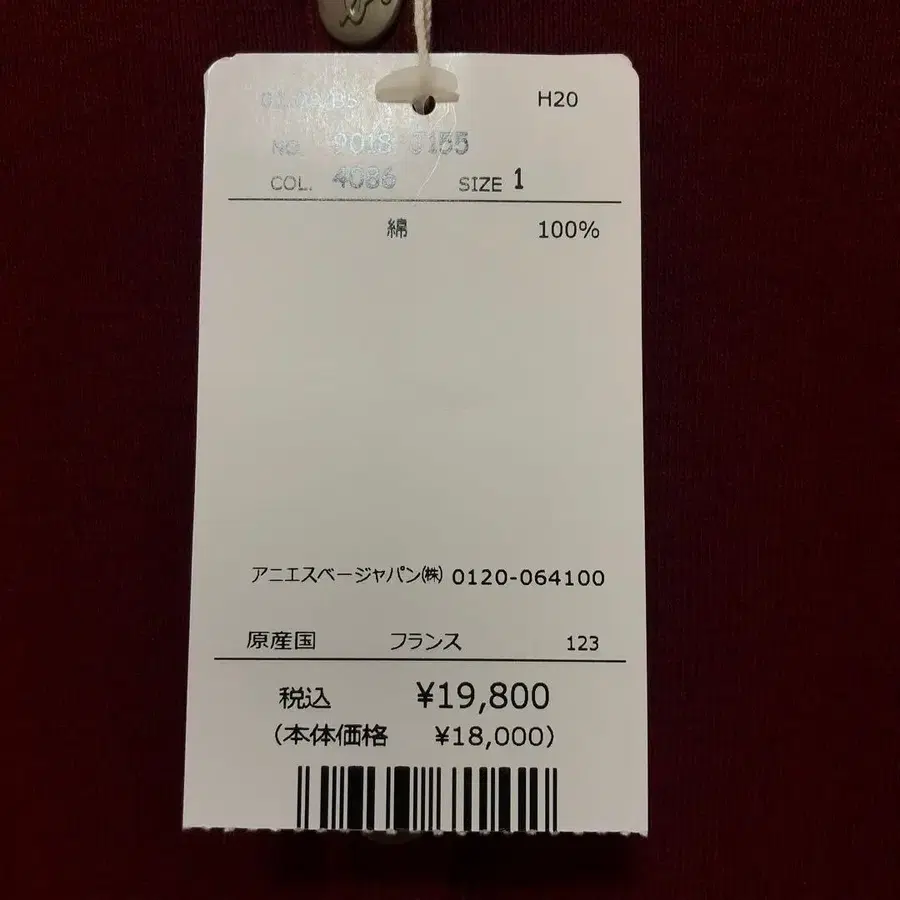 H20
NO. 9018 J155
COL. 4086 SIZE 1
綿 100%
アニエスベージャパン㈱ 0120-064100
原産国 フランス 123
税込 ¥19,800
(本体価格 ¥18,000)